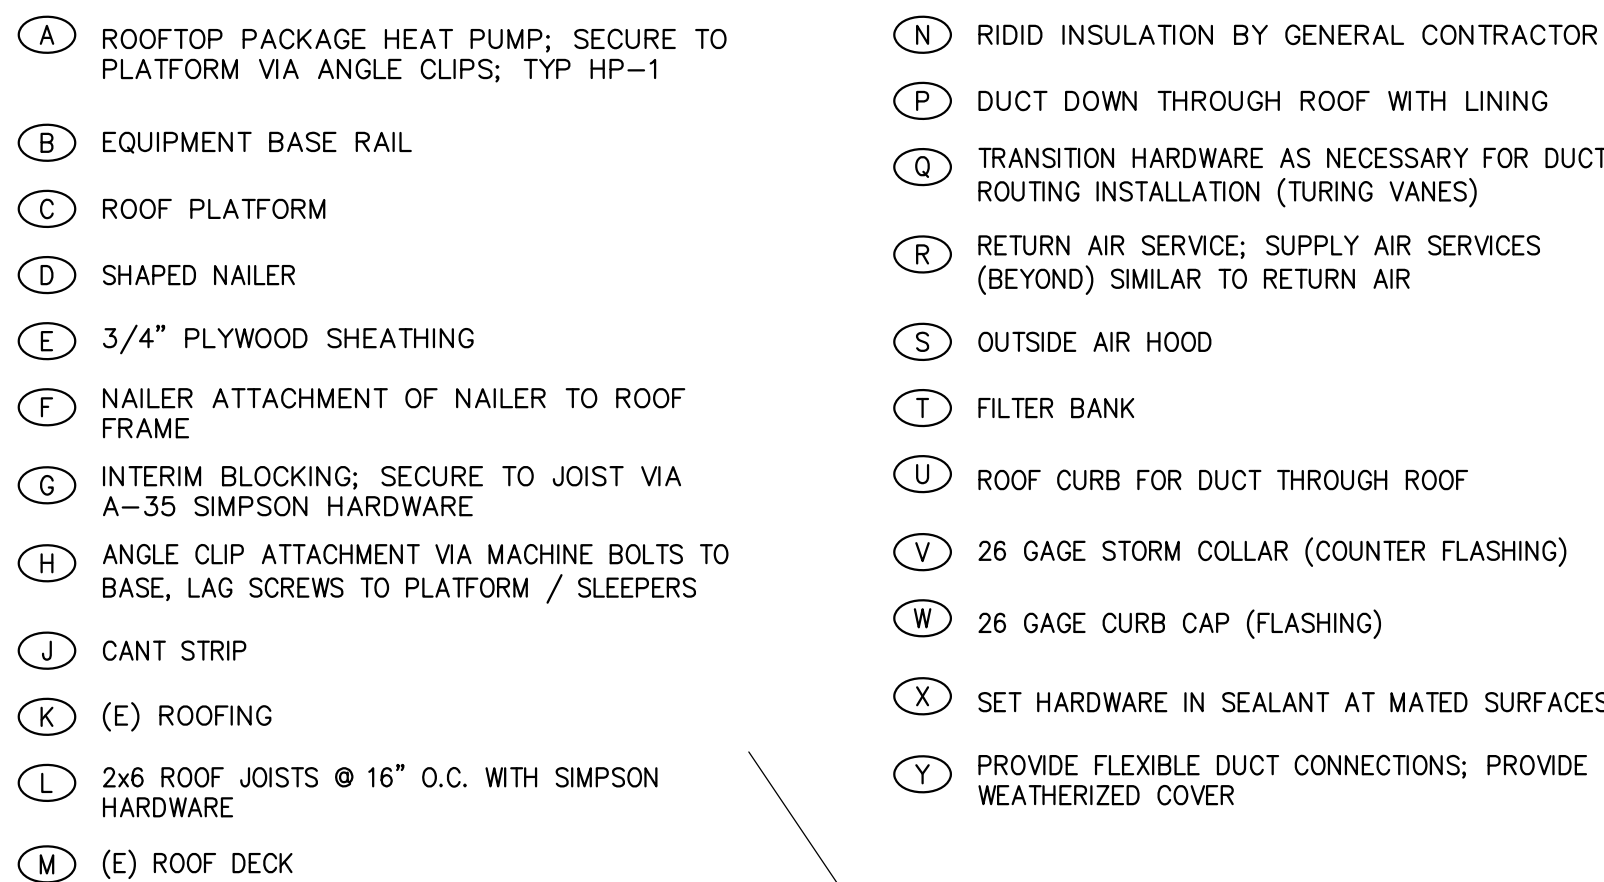 A ROOFTOP PACKAGE HEAT PUMP; SECURE TO
PLATFORM VIA ANGLE CLIPS; TYP HP-1
B EQUIPMENT BASE RAIL
C ROOF PLATFORM
D SHAPED NAILER
E 3/4" PLYWOOD SHEATHING
F NAILER ATTACHMENT OF NAILER TO ROOF
FRAME
G INTERIM BLOCKING; SECURE TO JOIST VIA
A-35 SIMPSON HARDWARE
H ANGLE CLIP ATTACHMENT VIA MACHINE BOLTS TO
BASE, LAG SCREWS TO PLATFORM / SLEEPERS
J CANT STRIP
K (E) ROOFING
L 2x6 ROOF JOISTS @ 16" O.C. WITH SIMPSON
HARDWARE
M (E) ROOF DECK
N RIDID INSULATION BY GENERAL CONTRACTOR
P DUCT DOWN THROUGH ROOF WITH LINING
Q TRANSITION HARDWARE AS NECESSARY FOR DUCT
ROUTING INSTALLATION (TURING VANES)
R RETURN AIR SERVICE; SUPPLY AIR SERVICES
(BEYOND) SIMILAR TO RETURN AIR
S OUTSIDE AIR HOOD
T FILTER BANK
U ROOF CURB FOR DUCT THROUGH ROOF
V 26 GAGE STORM COLLAR (COUNTER FLASHING)
W 26 GAGE CURB CAP (FLASHING)
X SET HARDWARE IN SEALANT AT MATED SURFACES
Y PROVIDE FLEXIBLE DUCT CONNECTIONS; PROVIDE
WEATHERIZED COVER